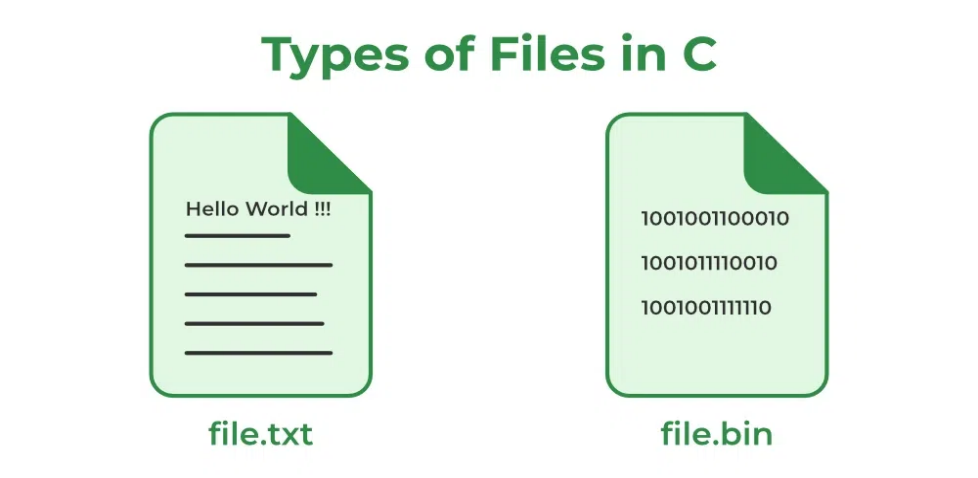 Types of Files in C
Hello World !!!
1001001100010
1001011110010
1001001111110
file.txt
file.bin